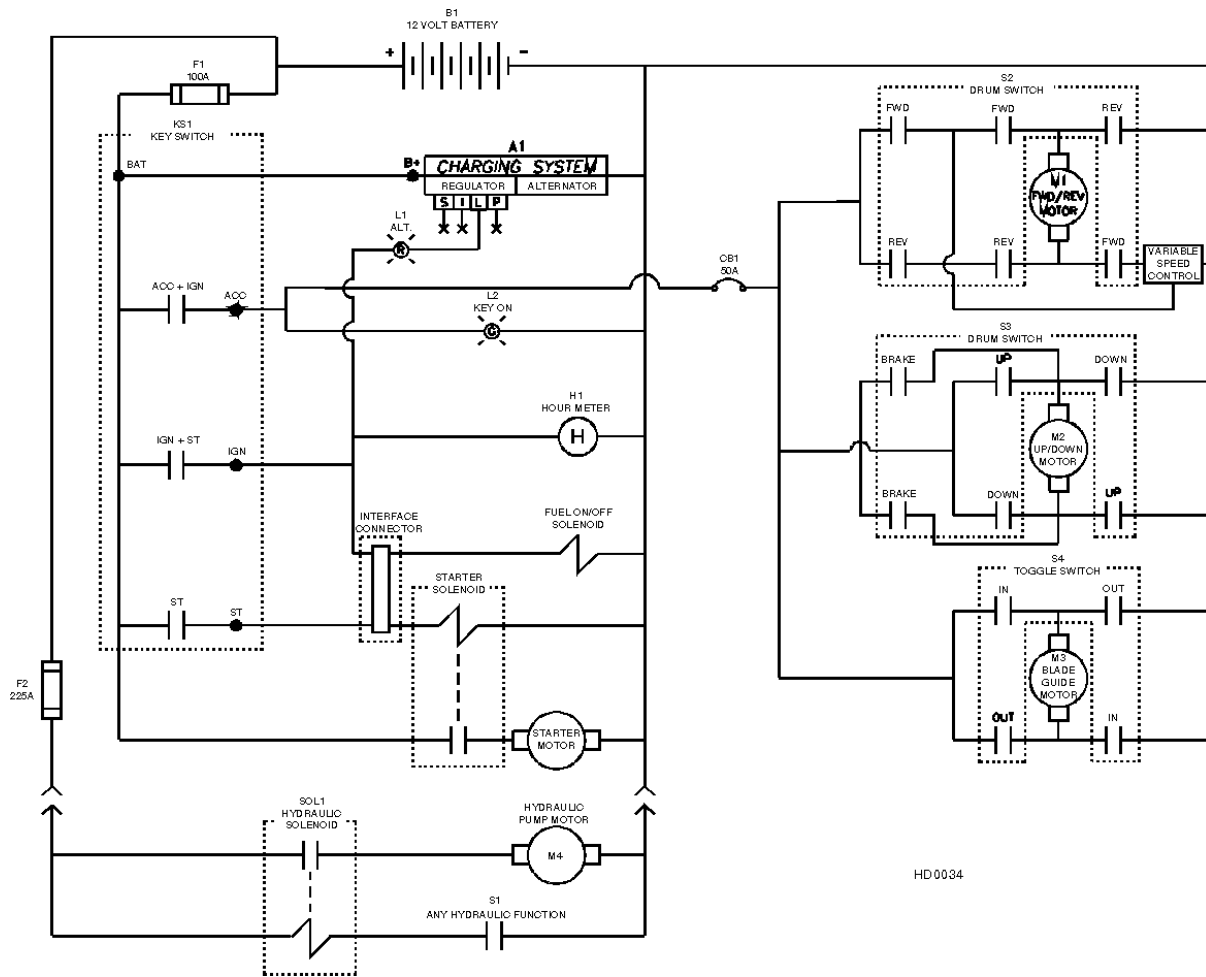 B1
12 VOLT BATTERY
+
-
F1
100A
KS1
KEY SWITCH
BAT
B+
A1
CHARGING SYSTEM
REGULATOR
ALTERNATOR
S I L P
L1
ALT.
R
ACC + IGN
ACC
L2
KEY ON
G
CB1
50A
H1
HOUR METER
H
IGN + ST
IGN
INTERFACE
CONNECTOR
FUEL ON/OFF
SOLENOID
STARTER
SOLENOID
ST
ST
F2
225A
STARTER
MOTOR
SOL1
HYDRAULIC
SOLENOID
HYDRAULIC
PUMP MOTOR
M4
S1
ANY HYDRAULIC FUNCTION
S2
DRUM SWITCH
FWD
FWD
REV
M1
FWD/REV
MOTOR
REV
REV
FWD
VARIABLE
SPEED
CONTROL
S3
DRUM SWITCH
BRAKE
UP
DOWN
M2
UP/DOWN
MOTOR
BRAKE
DOWN
UP
S4
TOGGLE SWITCH
IN
OUT
M3
BLADE
GUIDE
MOTOR
OUT
IN
HD0034